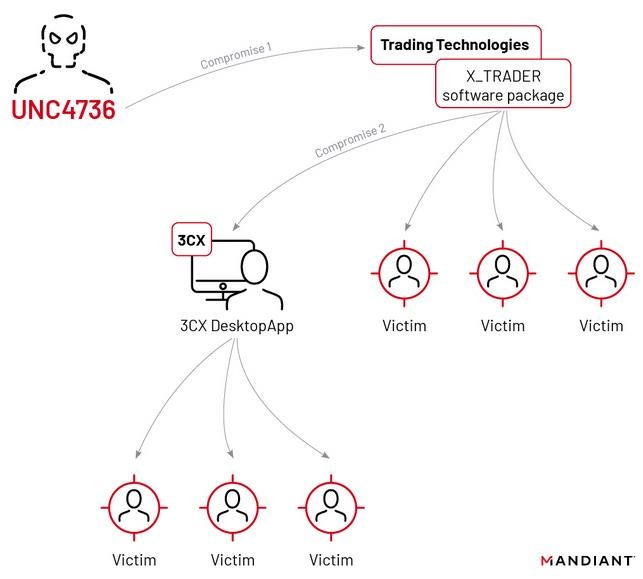 UNC4736
Compromise 1
Trading Technologies
X_TRADER
software package
Compromise 2
3CX
3CX DesktopApp
Victim
Victim
Victim
Victim
Victim
Victim
MANDIANT